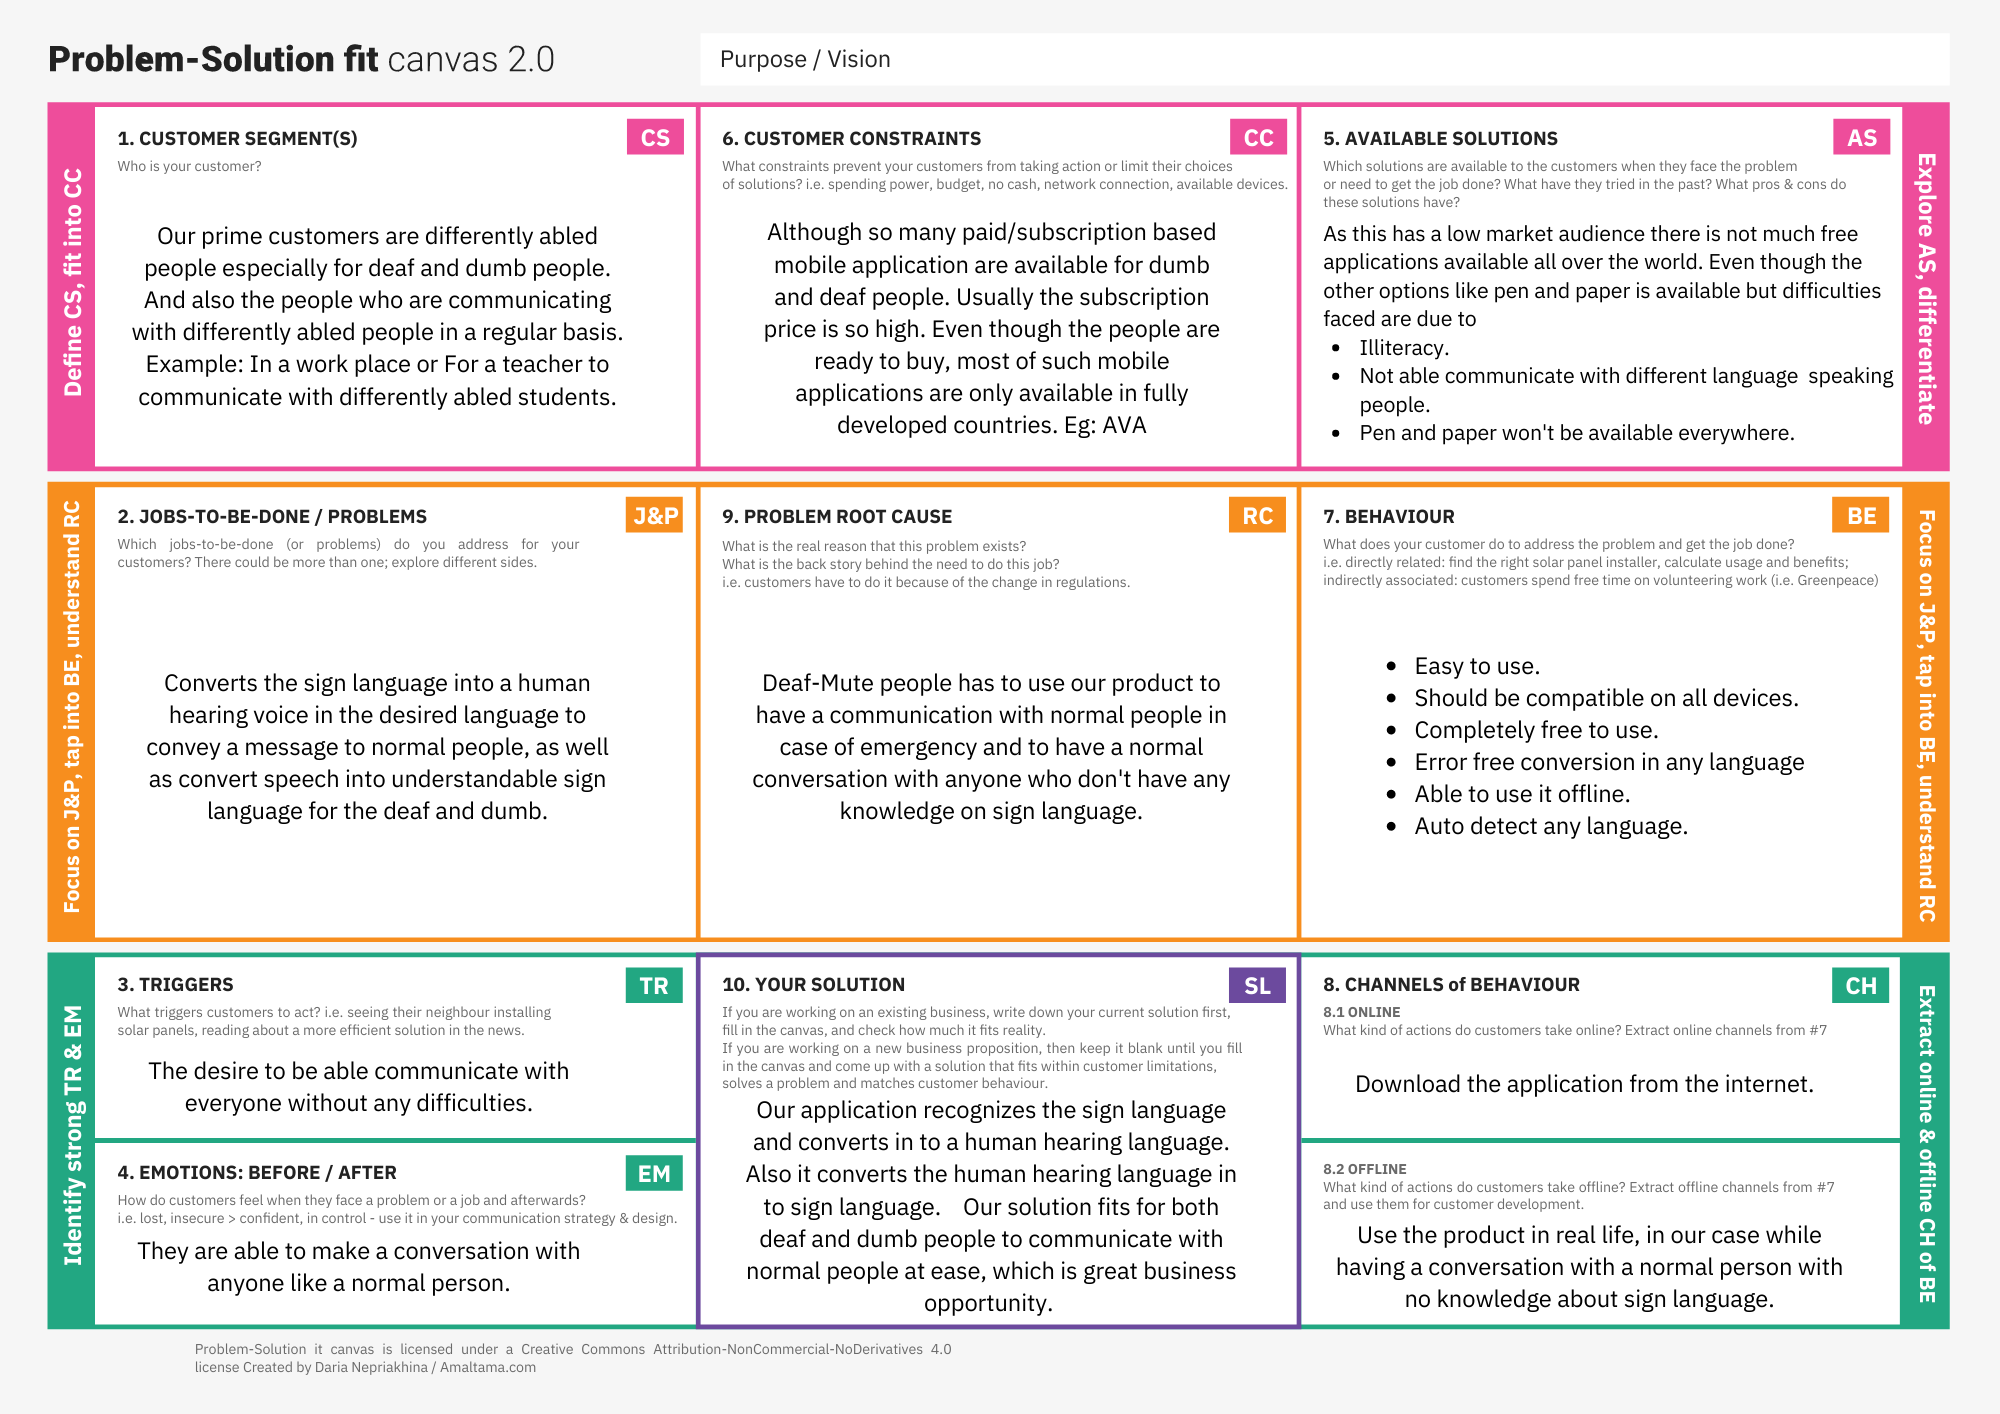 Problem-Solution fit canvas 2.0
Purpose / Vision
Define CS, fit into CC
1. CUSTOMER SEGMENT(S)
CS
Who is your customer?
Our prime customers are differently abled
people especially for deaf and dumb people.
And also the people who are communicating
with differently abled people in a regular basis.
Example: In a work place or For a teacher to
communicate with differently abled students.
6. CUSTOMER CONSTRAINTS
CC
What constraints prevent your customers from taking action or limit their choices
of solutions? i.e. spending power, budget, no cash, network connection, available devices.
Although so many paid/subscription based
mobile application are available for dumb
and deaf people. Usually the subscription
price is so high. Even though the people are
ready to buy, most of such mobile
applications are only available in fully
developed countries. Eg: AVA
5. AVAILABLE SOLUTIONS
AS
Which solutions are available to the customers when they face the problem
or need to get the job done? What have they tried in the past? What pros & cons do
these solutions have?
As this has a low market audience there is not much free
applications available all over the world. Even though the
other options like pen and paper is available but difficulties
faced are due to
• Illiteracy.
• Not able communicate with different language speaking
people.
• Pen and paper won't be available everywhere.
Explore AS, differentiate
Focus on J&P, tap into BE, understand RC
2. JOBS-TO-BE-DONE / PROBLEMS
J&P
Which jobs-to-be-done (or problems) do you address for your
customers? There could be more than one; explore different sides.
Converts the sign language into a human
hearing voice in the desired language to
convey a message to normal people, as well
as convert speech into understandable sign
language for the deaf and dumb.
9. PROBLEM ROOT CAUSE
RC
What is the real reason that this problem exists?
What is the back story behind the need to do this job?
i.e. customers have to do it because of the change in regulations.
Deaf-Mute people has to use our product to
have a communication with normal people in
case of emergency and to have a normal
conversation with anyone who don't have any
knowledge on sign language.
7. BEHAVIOUR
BE
What does your customer do to address the problem and get the job done?
i.e. directly related: find the right solar panel installer, calculate usage and benefits;
indirectly associated: customers spend free time on volunteering work (i.e. Greenpeace)
• Easy to use.
• Should be compatible on all devices.
• Completely free to use.
• Error free conversion in any language
• Able to use it offline.
• Auto detect any language.
Focus on J&P, tap into BE, understand RC
Identify strong TR & EM
3. TRIGGERS
TR
What triggers customers to act? i.e. seeing their neighbour installing
solar panels, reading about a more efficient solution in the news.
The desire to be able communicate with
everyone without any difficulties.
4. EMOTIONS: BEFORE / AFTER
EM
How do customers feel when they face a problem or a job and afterwards?
i.e. lost, insecure > confident, in control - use it in your communication strategy & design.
They are able to make a conversation with
anyone like a normal person.
10. YOUR SOLUTION
SL
If you are working on an existing business, write down your current solution first,
fill in the canvas, and check how much it fits reality.
If you are working on a new business proposition, then keep it blank until you fill
in the canvas and come up with a solution that fits within customer limitations,
solves a problem and matches customer behaviour.
Our application recognizes the sign language
and converts in to a human hearing language.
Also it converts the human hearing language in
to sign language. Our solution fits for both
deaf and dumb people to communicate with
normal people at ease, which is great business
opportunity.
8. CHANNELS of BEHAVIOUR
CH
8.1 ONLINE
What kind of actions do customers take online? Extract online channels from #7
Download the application from the internet.
8.2 OFFLINE
What kind of actions do customers take offline? Extract offline channels from #7
and use them for customer development.
Use the product in real life, in our case while
having a conversation with a normal person with
no knowledge about sign language.
Extract online & offline CH of BE
Problem-Solution it canvas is licensed under a Creative Commons Attribution-NonCommercial-NoDerivatives 4.0
license Created by Daria Nepriakhina / Amaltama.com